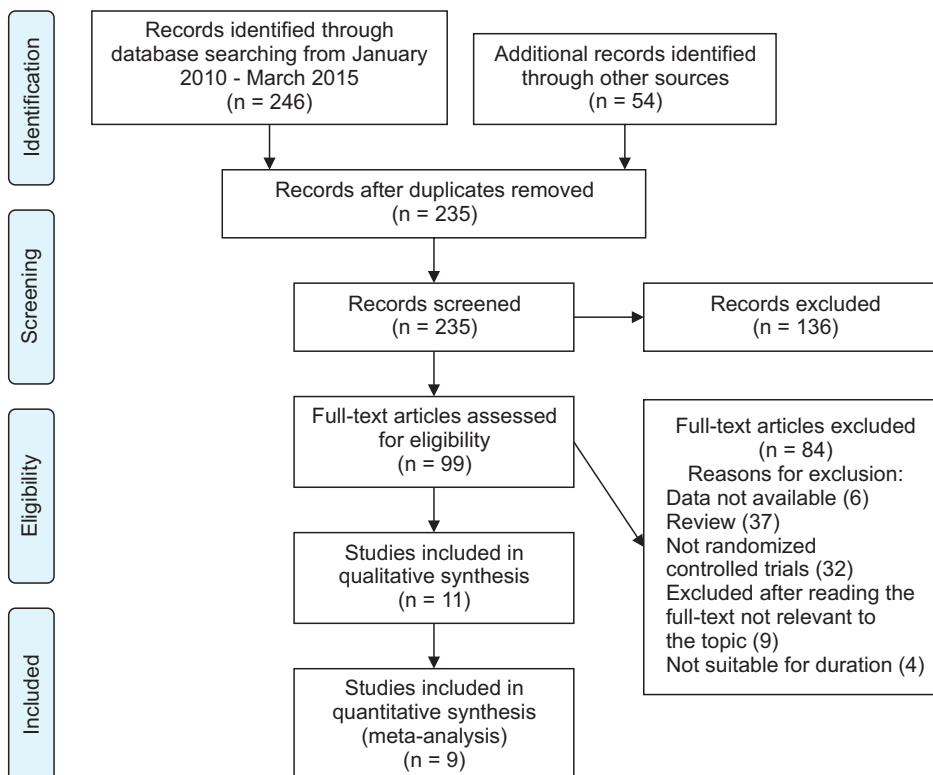 Identification
Records identified through
database searching from January
2010 - March 2015
(n = 246)
Additional records identified
through other sources
(n = 54)
Records after duplicates removed
(n = 235)
Screening
Records screened
(n = 235)
Records excluded
(n = 136)
Eligibility
Full-text articles assessed
for eligibility
(n = 99)
Full-text articles excluded
(n = 84)
Reasons for exclusion:
Data not available (6)
Review (37)
Not randomized
controlled trials (32)
Excluded after reading the
full-text not relevant to
the topic (9)
Not suitable for duration (4)
Studies included in
qualitative synthesis
(n = 11)
Included
Studies included in
quantitative synthesis
(meta-analysis)
(n = 9)